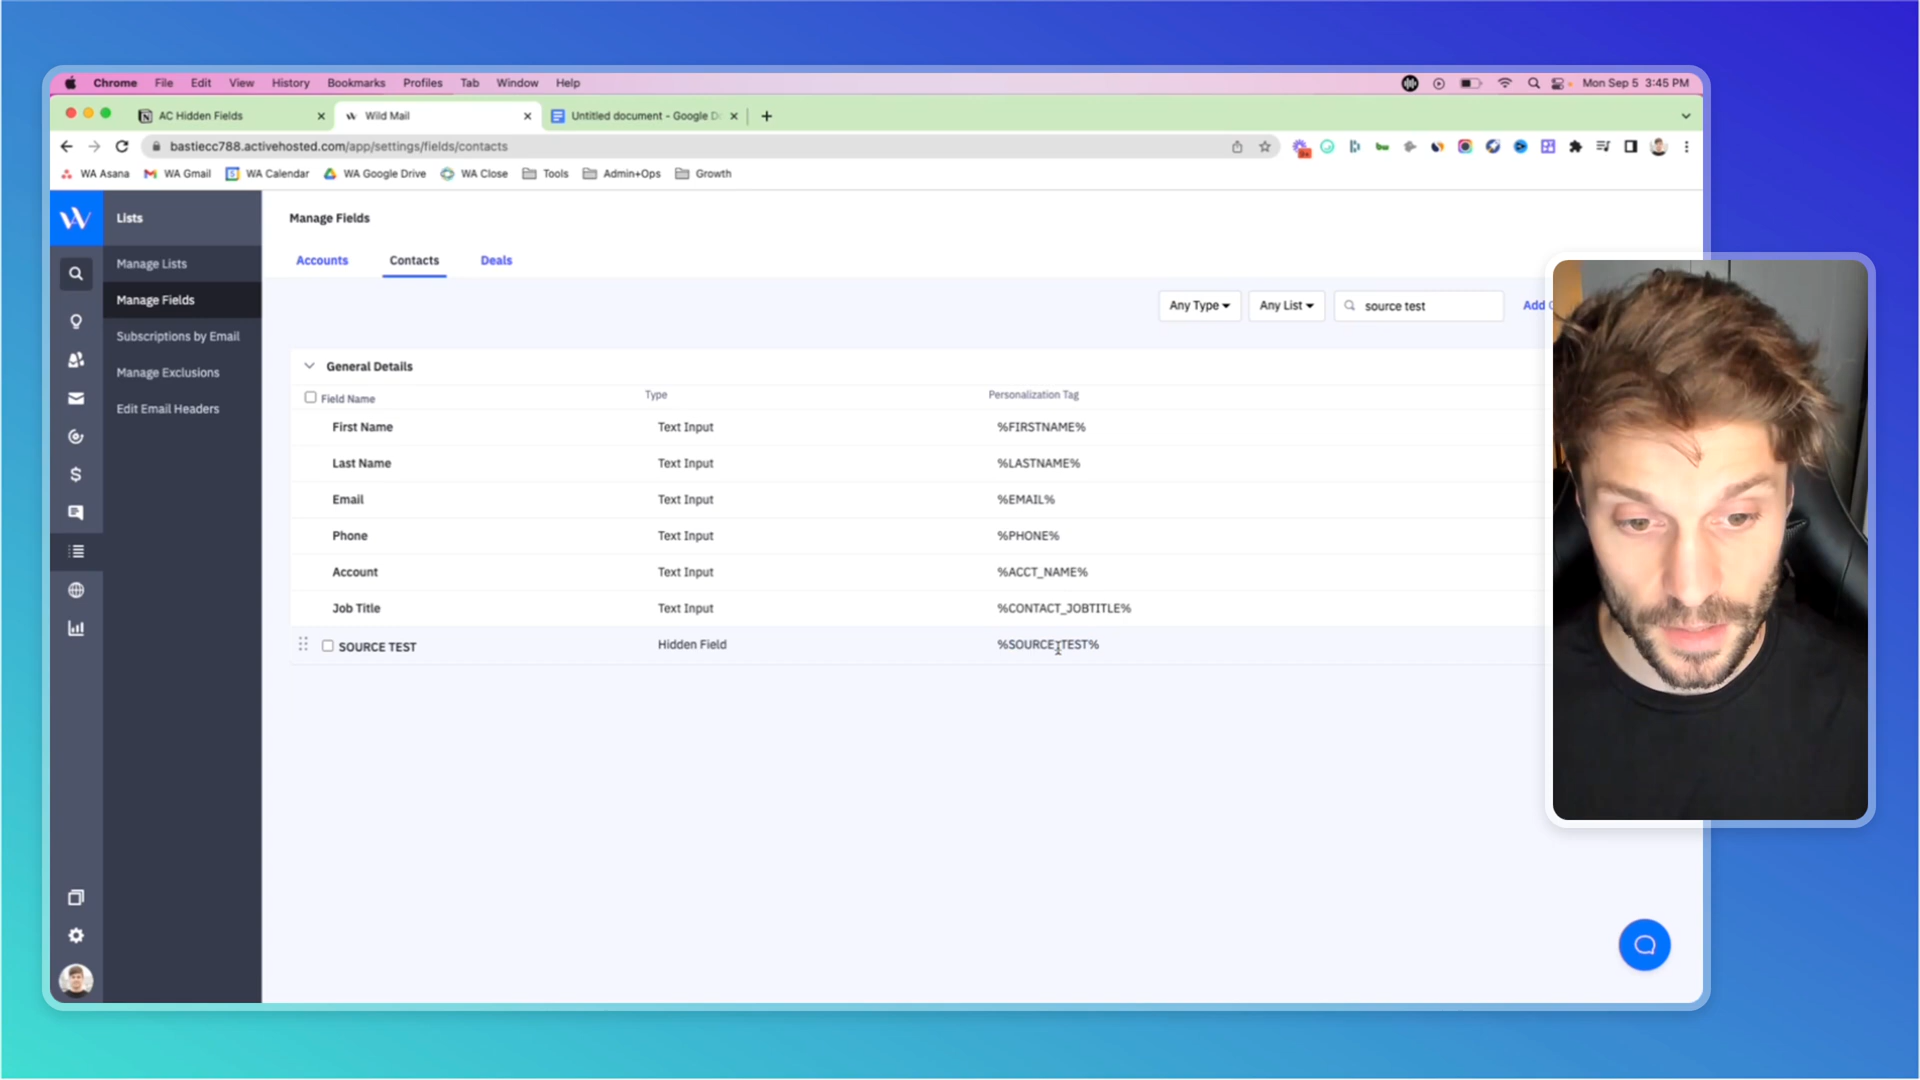 Chrome File Edit View History Bookmarks Profiles Tab Window Help Mon Sep 5 3:45 PM
AC Hidden Fields Wild Mail Untitled document - Google D
bastiecc788.activehosted.com/app/settings/fields/contacts
WA Asana WA Gmail WA Calendar WA Google Drive WA Close Tools Admin+Ops Growth
Lists
Manage Lists
Manage Fields
Subscriptions by Email
Manage Exclusions
Edit Email Headers
Manage Fields
Accounts Contacts Deals
Any Type Any List source test Add
General Details
Field Name Type Personalization Tag
First Name Text Input %FIRSTNAME%
Last Name Text Input %LASTNAME%
Email Text Input %EMAIL%
Phone Text Input %PHONE%
Account Text Input %ACCT_NAME%
Job Title Text Input %CONTACT_JOBTITLE%
SOURCE TEST Hidden Field %SOURCE_TEST%